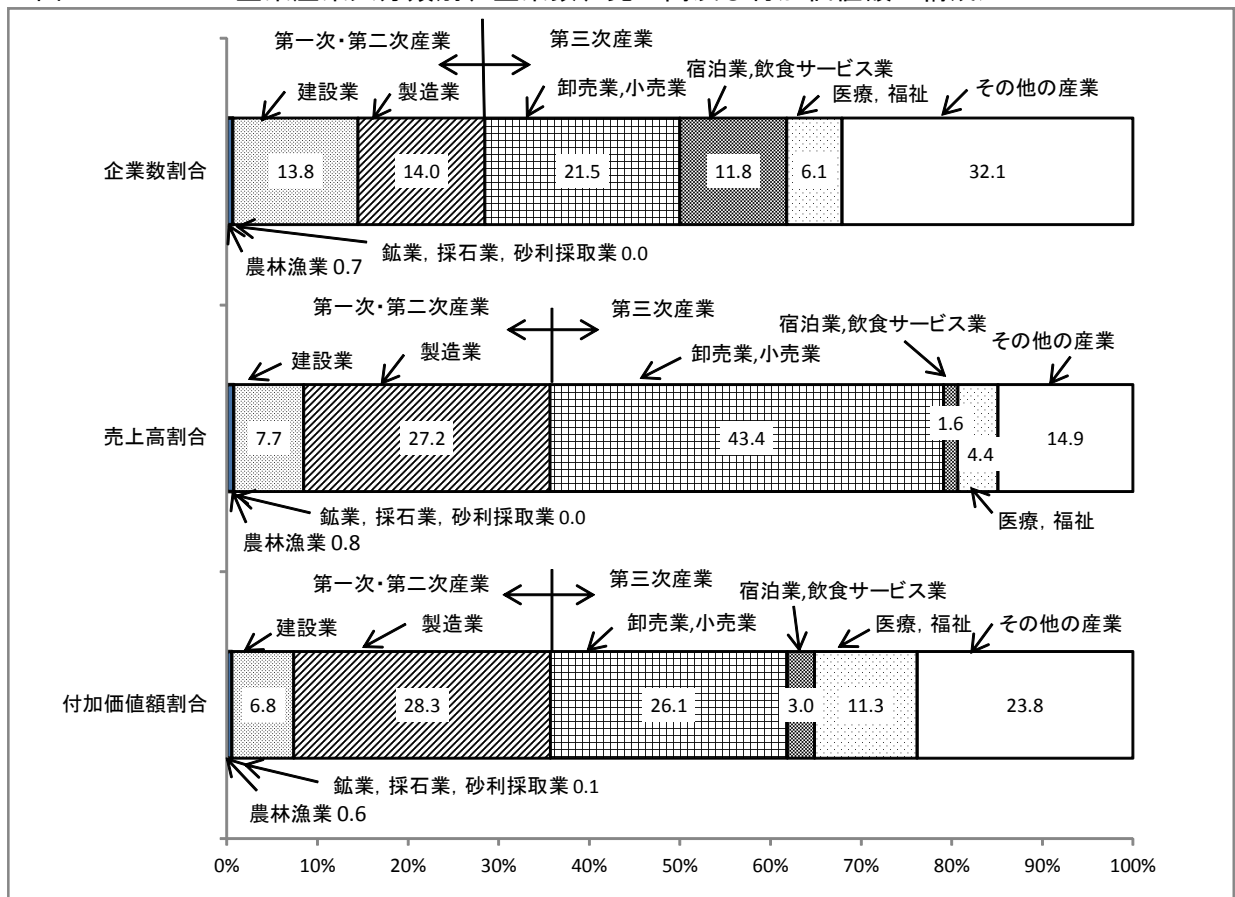 第一次・第二次産業
第三次産業
建設業
製造業
卸売業,小売業
宿泊業,飲食サービス業
医療，福祉
その他の産業
企業数割合
13.8
14.0
21.5
11.8
6.1
32.1
鉱業，採石業，砂利採取業 0.0
農林漁業 0.7
第一次・第二次産業
第三次産業
建設業
製造業
卸売業,小売業
宿泊業,飲食サービス業
その他の産業
売上高割合
7.7
27.2
43.4
1.6
4.4
14.9
鉱業，採石業，砂利採取業 0.0
農林漁業 0.8
医療，福祉
第一次・第二次産業
第三次産業
建設業
製造業
卸売業,小売業
宿泊業,飲食サービス業
医療，福祉
その他の産業
付加価値額割合
6.8
28.3
26.1
3.0
11.3
23.8
鉱業，採石業，砂利採取業 0.1
農林漁業 0.6
0%
10%
20%
30%
40%
50%
60%
70%
80%
90%
100%